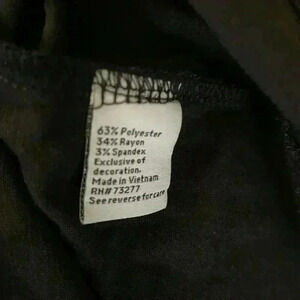 63% Polyester
34% Rayon
3% Spandex
Exclusive of
decoration.
Made in Vietnam
RN# 73277
See reverse for care